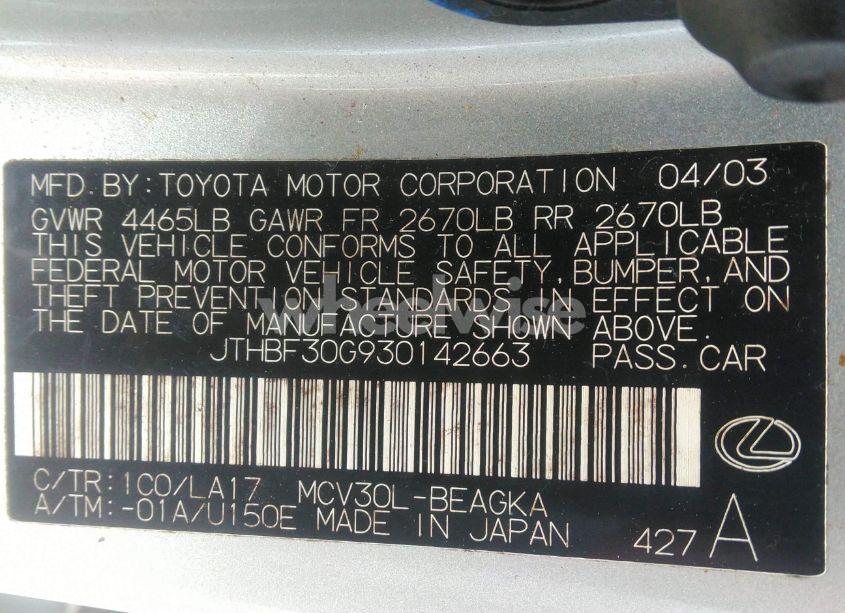 MFD. BY: TOYOTA MOTOR CORPORATION 04/03
GVWR 4465LB GAWR FR 2670LB RR 2670LB
THIS VEHICLE CONFORMS TO ALL APPLICABLE
FEDERAL MOTOR VEHICLE SAFETY, BUMPER, AND
THEFT PREVENTION STANDARDS IN EFFECT ON
THE DATE OF MANUFACTURE SHOWN ABOVE.
wheelwise
JTHBF30G930142663 PASS. CAR
C/TR: 1C0/LA17 MCV30L-BEAGKA
A/TM: -01A/U150E MADE IN JAPAN
427 A